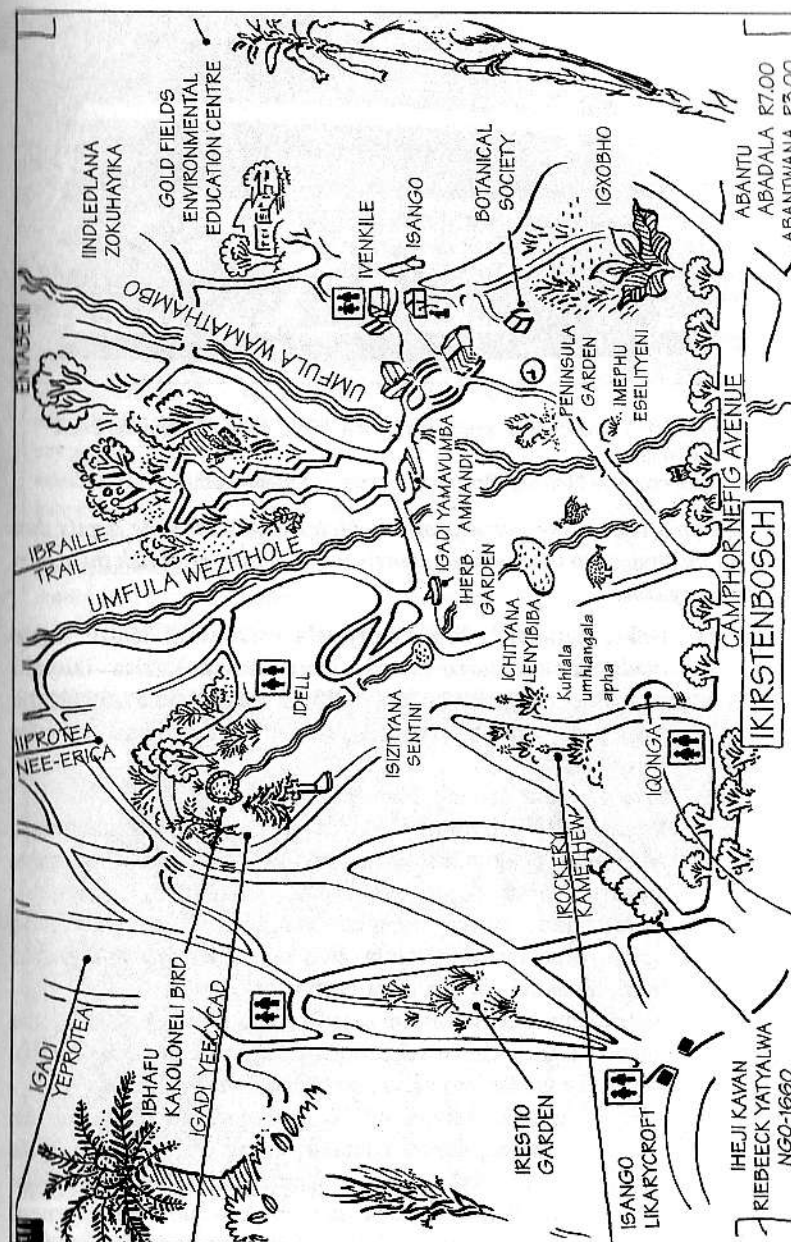 ENTABENI
IINDLEDLANA
ZOKUHAYIKA
GOLD FIELDS
ENVIRONMENTAL
EDUCATION CENTRE
UMFULA WAMATHAMBO
IVENKILE
ISANGO
BOTANICAL
SOCIETY
IGXOBHO
IBRAILLE
TRAIL
UMFULA WEZITHOLE
IGADI YAMAVUMBA
AMNANDI
IHERB.
GARDEN
PENINSULA
GARDEN
IMEPHU
ESELITYENI
IIPROTEA
NEE-ERICA
IDELL
ISIZITYANA
SENTINI
ICHITYANA
LENYIBIBA
Kuhlala
umhlangala
apha
CAMPHOR NEFIG AVENUE
IKIRSTENBOSCH
ABANTU
ABADALA R7.00
ABANTWANA R3.00
IGADI
YEPROTEA
IBHAFU
KAKOLONELI BIRD
IGADI YEECYCAD
IROCKERY
KAMETHEW
IQONGA
IRESTIO
GARDEN
ISANGO
LIKARYCROFT
IHEJI KAVAN
RIEBEECK YATYALWA
NGO-1660